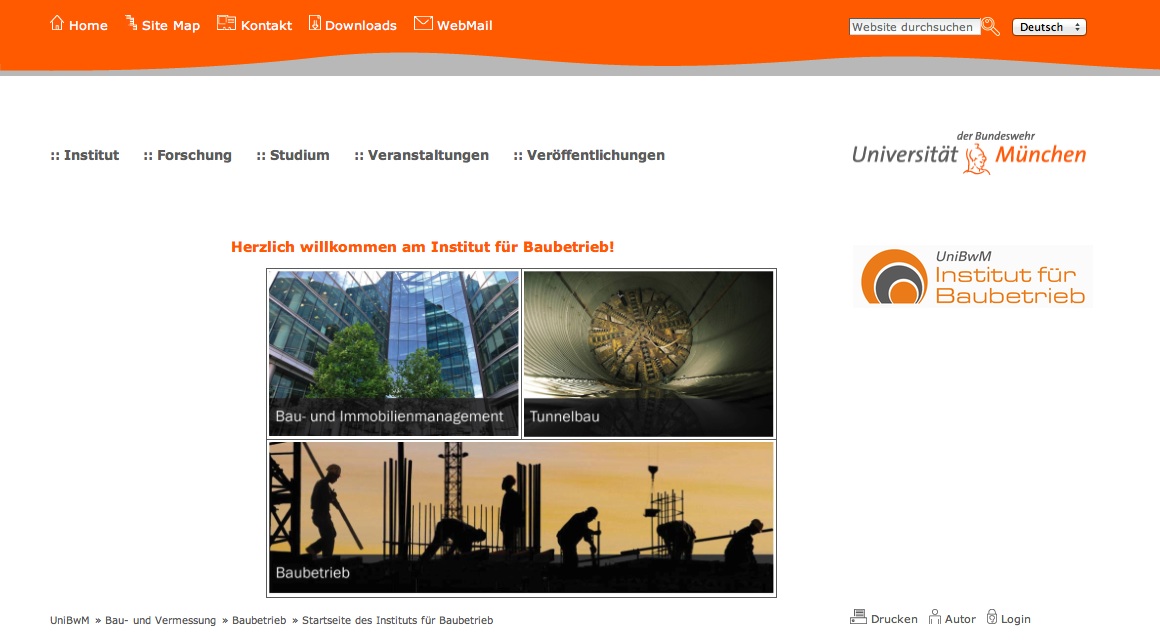 Home Site Map Kontakt Downloads WebMail
Website durchsuchen
Deutsch
:: Institut :: Forschung :: Studium :: Veranstaltungen :: Veröffentlichungen
der Bundeswehr
Universität München
Herzlich willkommen am Institut für Baubetrieb!
UniBwM
Institut für
Baubetrieb
Bau- und Immobilienmanagement
Tunnelbau
Baubetrieb
UniBwM » Bau- und Vermessung » Baubetrieb » Startseite des Instituts für Baubetrieb
Drucken Autor Login